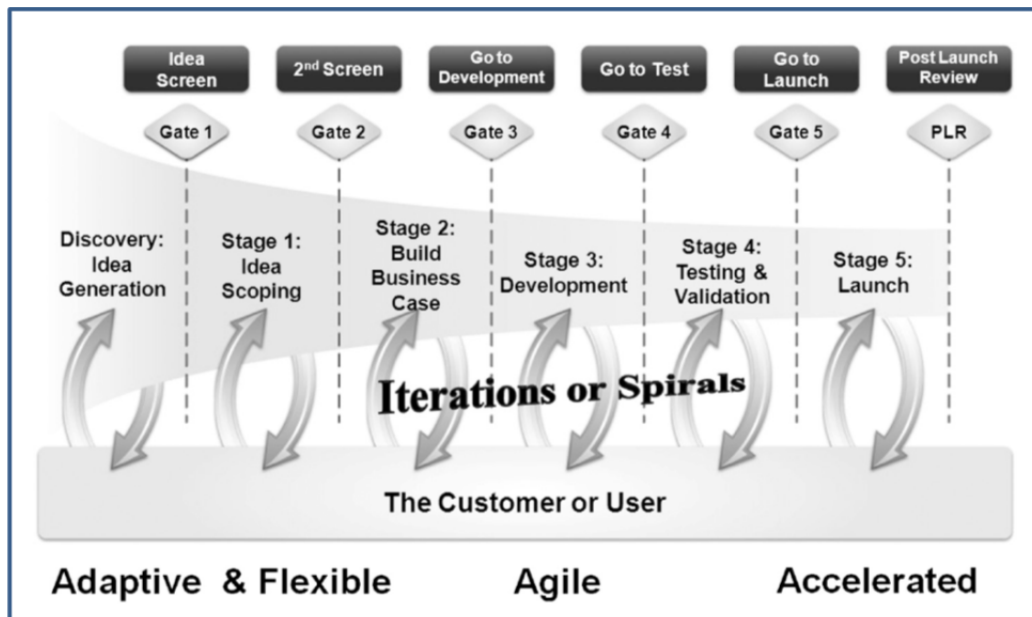 Idea
Screen
2nd Screen
Go to
Development
Go to Test
Go to
Launch
Post Launch
Review
Gate 1
Gate 2
Gate 3
Gate 4
Gate 5
PLR
Discovery:
Idea
Generation
Stage 1:
Idea
Scoping
Stage 2:
Build
Business
Case
Stage 3:
Development
Stage 4:
Testing &
Validation
Stage 5:
Launch
Iterations or Spirals
The Customer or User
Adaptive & Flexible
Agile
Accelerated